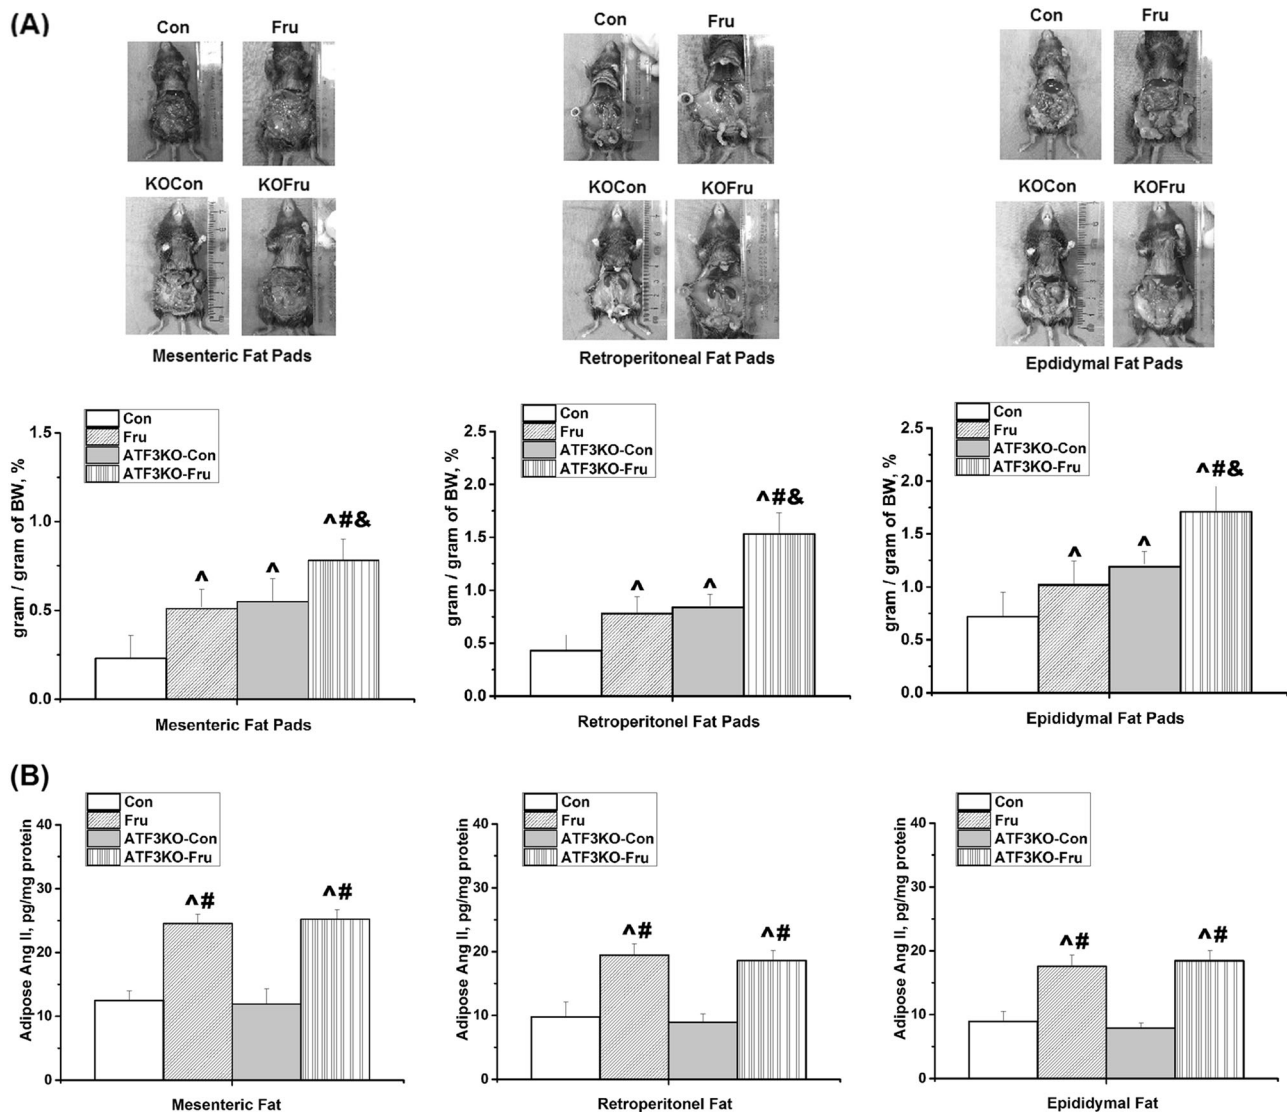 (A)
Con
Fru
KOCon
KOFru
Mesenteric Fat Pads
Con
Fru
KOCon
KOFru
Retroperitoneal Fat Pads
Con
Fru
KOCon
KOFru
Epdidymal Fat Pads
gram / gram of BW, %
1.5
1.0
0.5
0.0
Con
Fru
ATF3KO-Con
ATF3KO-Fru
^
^
^#&
Mesenteric Fat Pads
gram / gram of BW, %
2.5
2.0
1.5
1.0
0.5
0.0
Con
Fru
ATF3KO-Con
ATF3KO-Fru
^
^
^#&
Retroperitonel Fat Pads
gram / gram of BW, %
2.5
2.0
1.5
1.0
0.5
0.0
Con
Fru
ATF3KO-Con
ATF3KO-Fru
^
^
^#&
Epididymal Fat Pads
(B)
Adipose Ang II, pg/mg protein
40
30
20
10
0
Con
Fru
ATF3KO-Con
ATF3KO-Fru
^#
^#
Mesenteric Fat
Adipose Ang II, pg/mg protein
40
30
20
10
0
Con
Fru
ATF3KO-Con
ATF3KO-Fru
^#
^#
Retroperitonel Fat
Adipose Ang II, pg/mg protein
40
30
20
10
0
Con
Fru
ATF3KO-Con
ATF3KO-Fru
^#
^#
Epididymal Fat